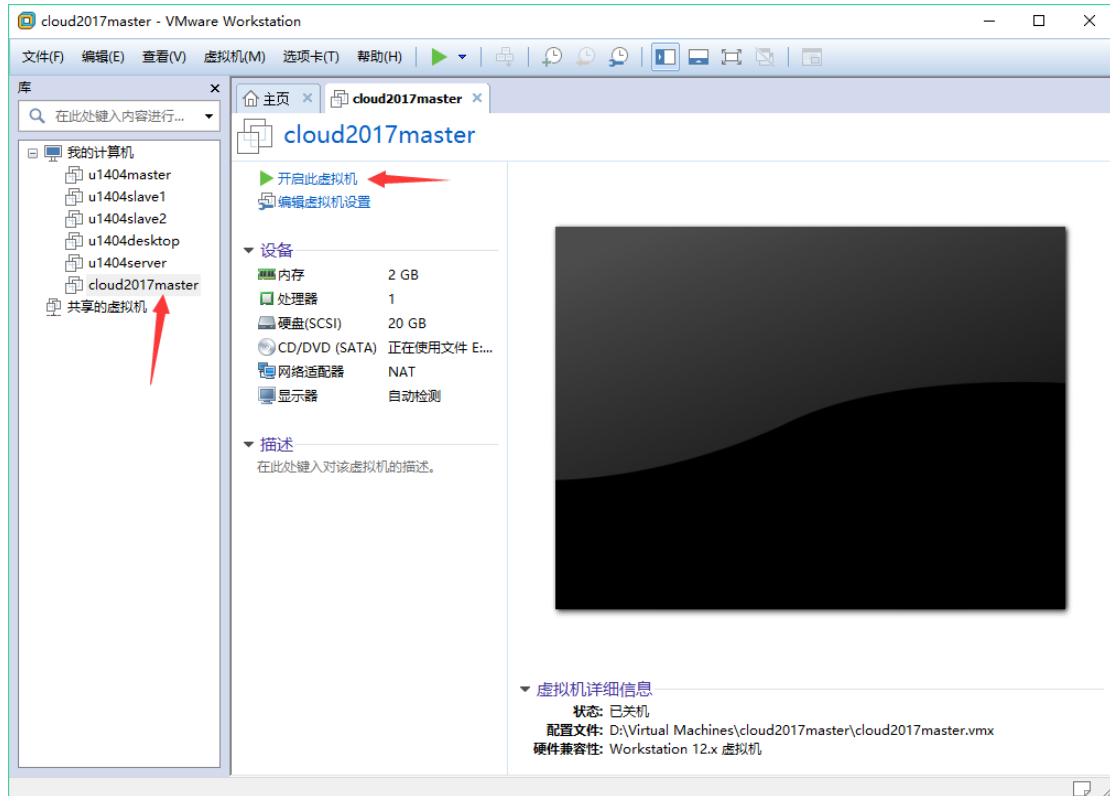 cloud2017master - VMware Workstation
文件(F) 编辑(E) 查看(V) 虚拟机(M) 选项卡(T) 帮助(H)
库
在此处键入内容进行...
我的计算机
u1404master
u1404slave1
u1404slave2
u1404desktop
u1404server
cloud2017master
共享的虚拟机
主页
cloud2017master
cloud2017master
开启此虚拟机
编辑虚拟机设置
设备
内存 2 GB
处理器 1
硬盘(SCSI) 20 GB
CD/DVD (SATA) 正在使用文件 E:...
网络适配器 NAT
显示器 自动检测
描述
在此处键入对该虚拟机的描述。
虚拟机详细信息
状态: 已关机
配置文件: D:\Virtual Machines\cloud2017master\cloud2017master.vmx
硬件兼容性: Workstation 12.x 虚拟机